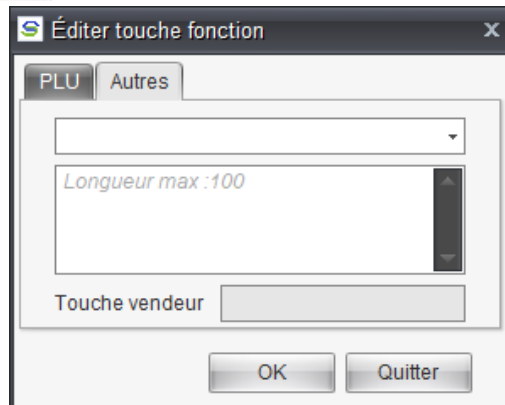 Éditer touche fonction
PLU
Autres
Longueur max :100
Touche vendeur
OK
Quitter